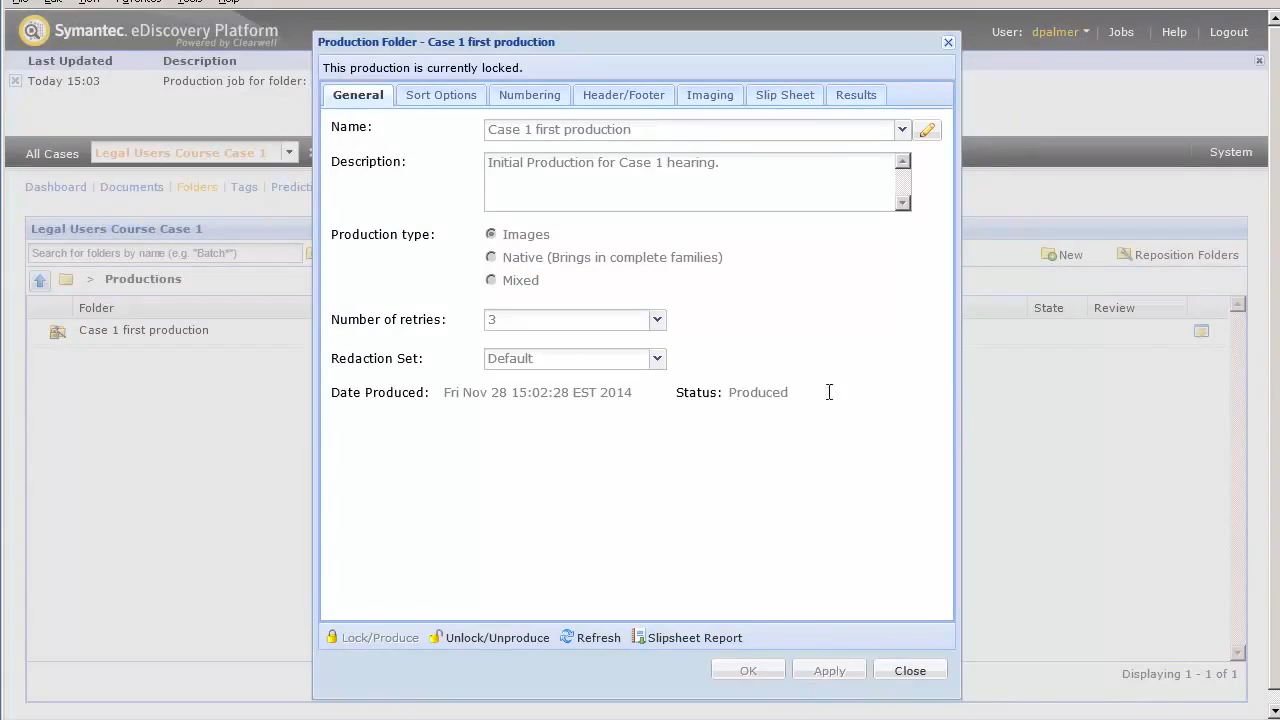 Symantec. eDiscovery Platform
Powered by Clearwell
User: dpalmer
Jobs
Help
Logout
Last Updated
Description
Today 15:03
Production job for folder:
All Cases
Legal Users Course Case 1
System
Dashboard
Documents
Folders
Tags
Predicti
Legal Users Course Case 1
Search for folders by name (e.g. "Batch*")
New
Reposition Folders
> Productions
Folder
State
Review
Case 1 first production
Displaying 1 - 1 of 1
Production Folder - Case 1 first production
This production is currently locked.
General
Sort Options
Numbering
Header/Footer
Imaging
Slip Sheet
Results
Name:
Case 1 first production
Description:
Initial Production for Case 1 hearing.
Production type:
Images
Native (Brings in complete families)
Mixed
Number of retries:
3
Redaction Set:
Default
Date Produced: Fri Nov 28 15:02:28 EST 2014
Status: Produced
Lock/Produce
Unlock/Unproduce
Refresh
Slipsheet Report
OK
Apply
Close